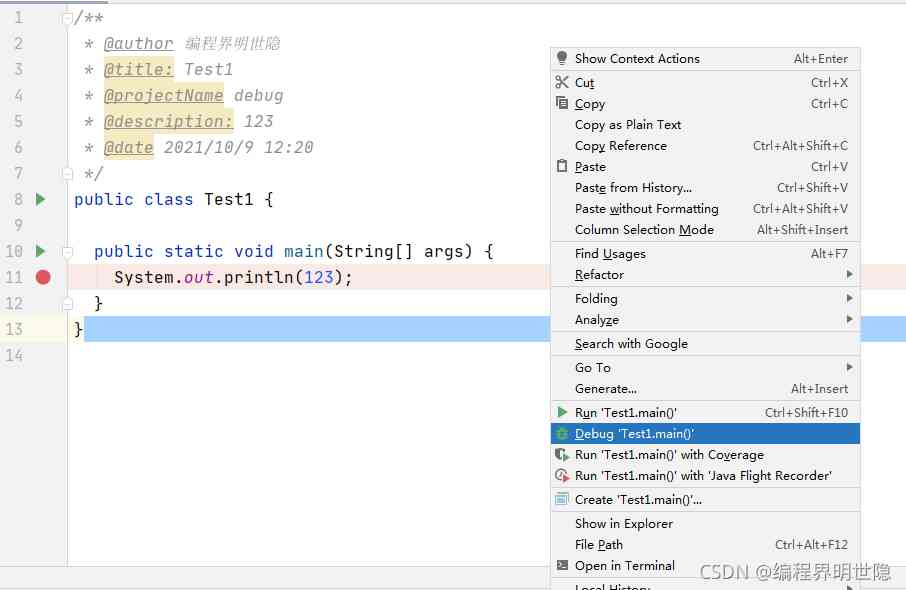 1 /**
2 * @author 编程界明世隐
3 * @title: Test1
4 * @projectName debug
5 * @description: 123
6 * @date 2021/10/9 12:20
7 */
8 public class Test1 {
9
10 public static void main(String[] args) {
11 System.out.println(123);
12 }
13 }
14
Show Context Actions Alt+Enter
Cut Ctrl+X
Copy Ctrl+C
Copy as Plain Text
Copy Reference Ctrl+Alt+Shift+C
Paste Ctrl+V
Paste from History... Ctrl+Shift+V
Paste without Formatting Ctrl+Alt+Shift+V
Column Selection Mode Alt+Shift+Insert
Find Usages Alt+F7
Refactor
Folding
Analyze
Search with Google
Go To
Generate... Alt+Insert
Run 'Test1.main()' Ctrl+Shift+F10
Debug 'Test1.main()'
Run 'Test1.main()' with Coverage
Run 'Test1.main()' with 'Java Flight Recorder'
Create 'Test1.main()'...
Show in Explorer
File Path Ctrl+Alt+F12
Open in Terminal
Local History
CSDN @编程界明世隐